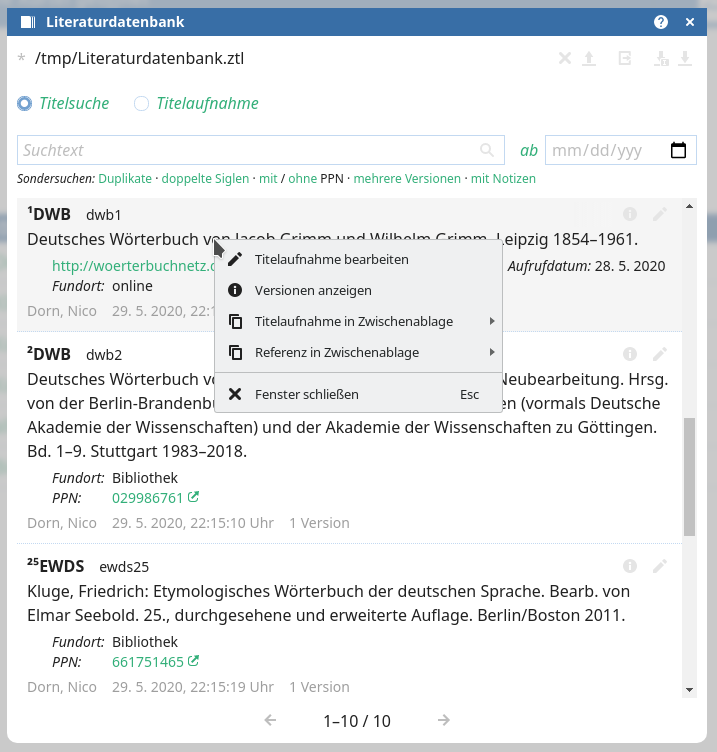 Literaturdatenbank
* /tmp/Literaturdatenbank.ztl
Titelsuche Titelaufnahme
Suchtext ab mm/dd/yyy
Sondersuchen: Duplikate · doppelte Siglen · mit / ohne PPN · mehrere Versionen · mit Notizen
¹DWB dwb1
Deutsches Wörterbuch von Jacob Grimm und Wilhelm Grimm. Leipzig 1854–1961.
http://woerterbuchnetz. Aufrufdatum: 28. 5. 2020
Fundort: online
Dorn, Nico 29. 5. 2020, 22:1
Titelaufnahme bearbeiten
Versionen anzeigen
Titelaufnahme in Zwischenablage
Referenz in Zwischenablage
Fenster schließen Esc
²DWB dwb2
Deutsches Wörterbuch Neubearbeitung. Hrsg.
von der Berlin-Brandenbu en (vormals Deutsche
Akademie der Wissenschaften) und der Akademie der Wissenschaften zu Göttingen.
Bd. 1–9. Stuttgart 1983–2018.
Fundort: Bibliothek
PPN: 029986761
Dorn, Nico 29. 5. 2020, 22:15:10 Uhr 1 Version
²⁵EWDS ewds25
Kluge, Friedrich: Etymologisches Wörterbuch der deutschen Sprache. Bearb. von
Elmar Seebold. 25., durchgesehene und erweiterte Auflage. Berlin/Boston 2011.
Fundort: Bibliothek
PPN: 661751465
Dorn, Nico 29. 5. 2020, 22:15:19 Uhr 1 Version
1–10 / 10